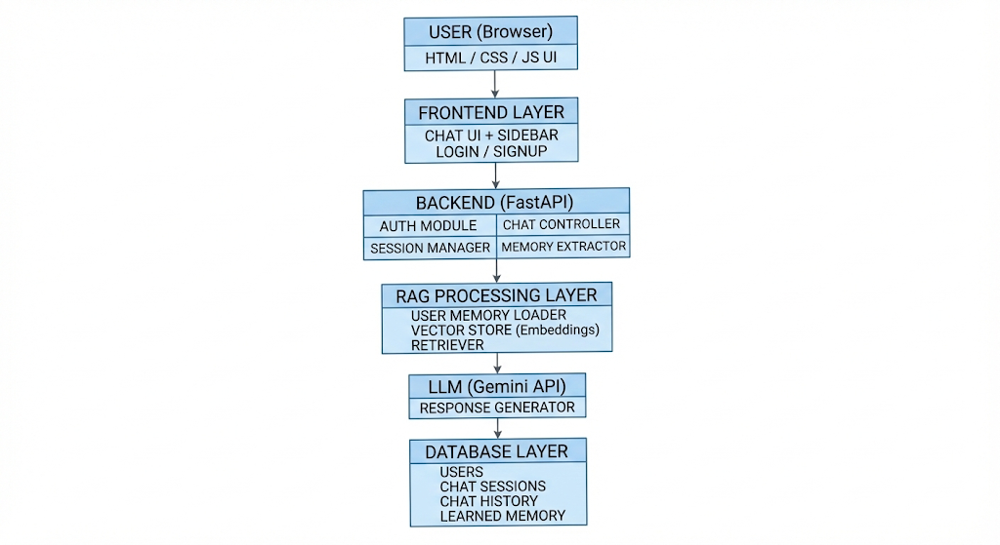 USER (Browser)
HTML / CSS / JS UI
FRONTEND LAYER
CHAT UI + SIDEBAR
LOGIN / SIGNUP
BACKEND (FastAPI)
AUTH MODULE
CHAT CONTROLLER
SESSION MANAGER
MEMORY EXTRACTOR
RAG PROCESSING LAYER
USER MEMORY LOADER
VECTOR STORE (Embeddings)
RETRIEVER
LLM (Gemini API)
RESPONSE GENERATOR
DATABASE LAYER
USERS
CHAT SESSIONS
CHAT HISTORY
LEARNED MEMORY